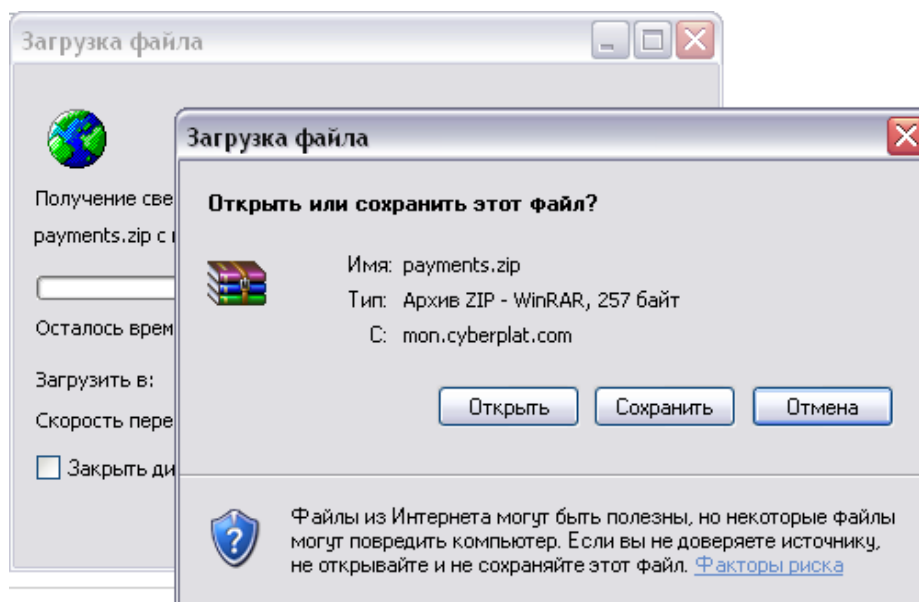 Загрузка файла
Получение све
payments.zip с
Осталось врем
Загрузить в:
Скорость пере
Закрыть ди
Загрузка файла
Открыть или сохранить этот файл?
Имя: payments.zip
Тип: Архив ZIP - WinRAR, 257 байт
С: mon.cyberplat.com
Открыть Сохранить Отмена
Файлы из Интернета могут быть полезны, но некоторые файлы
могут повредить компьютер. Если вы не доверяете источнику,
не открывайте и не сохраняйте этот файл. Факторы риска